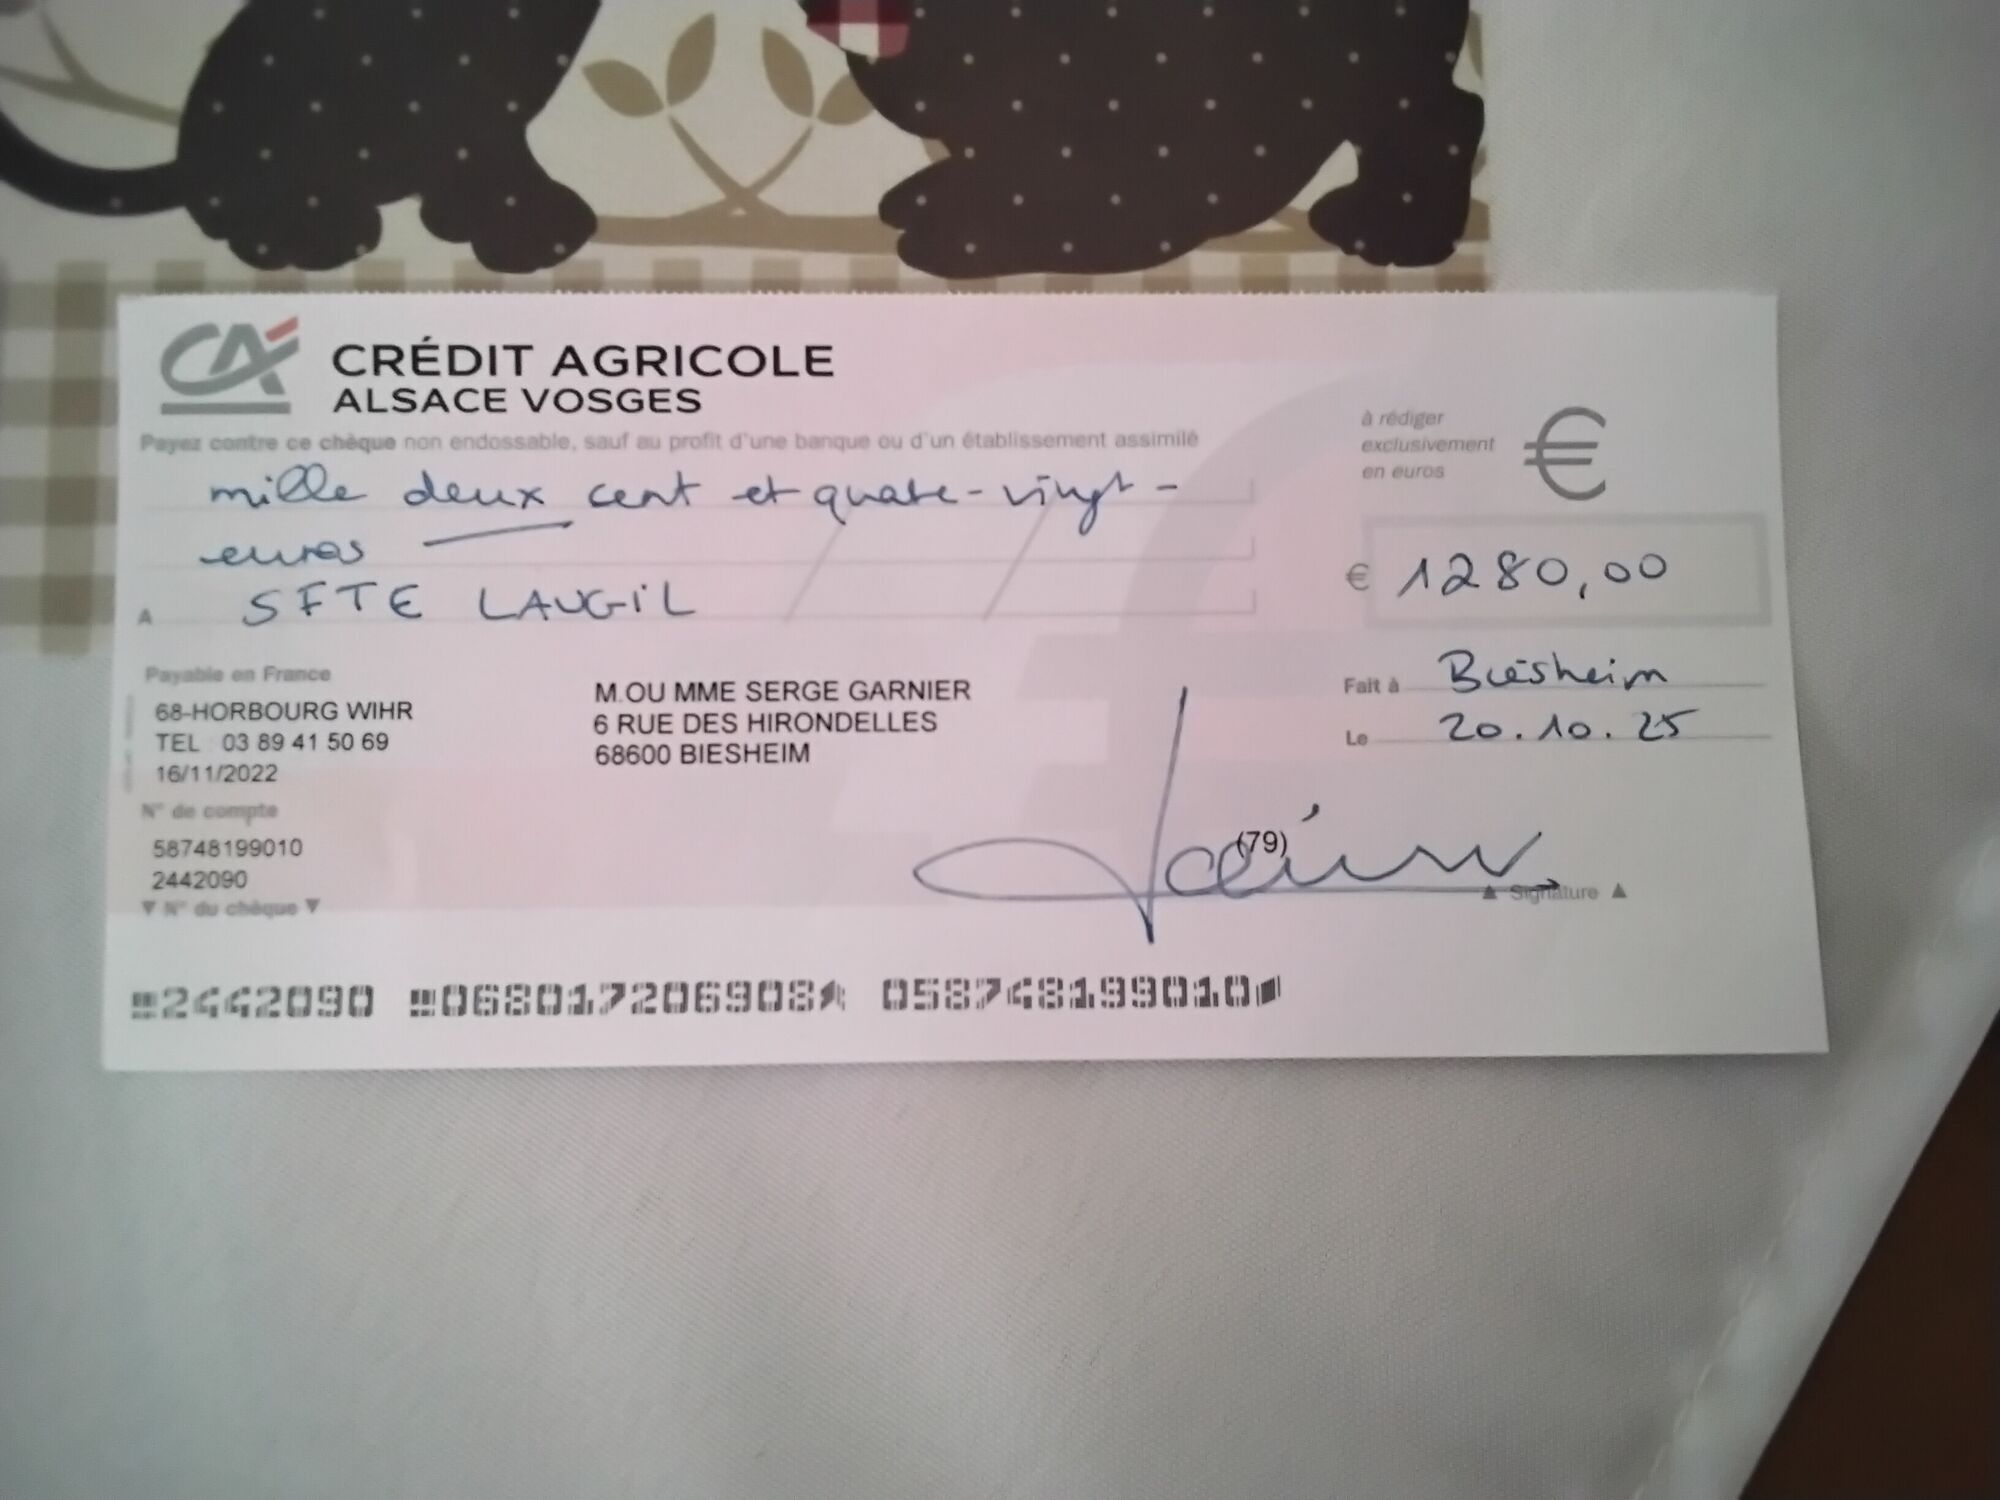 CA
CRÉDIT AGRICOLE
ALSACE VOSGES
Payez contre ce chèque non endossable, sauf au profit d'une banque ou d'un établissement assimilé
à rédiger
exclusivement
en euros
€
mille deux cent et quatre-vingt-
euros
€ 1280,00
A SFTE LAUGIL
Payable en France
68-HORBOURG WIHR
TEL 03 89 41 50 69
16/11/2022
M.OU MME SERGE GARNIER
6 RUE DES HIRONDELLES
68600 BIESHEIM
Fait à Biesheim
Le 20.10.25
N° de compte
58748199010
2442090
▼ N° du chèque ▼
(79)
▲ Signature ▲
2442090 068017206908 058748199010